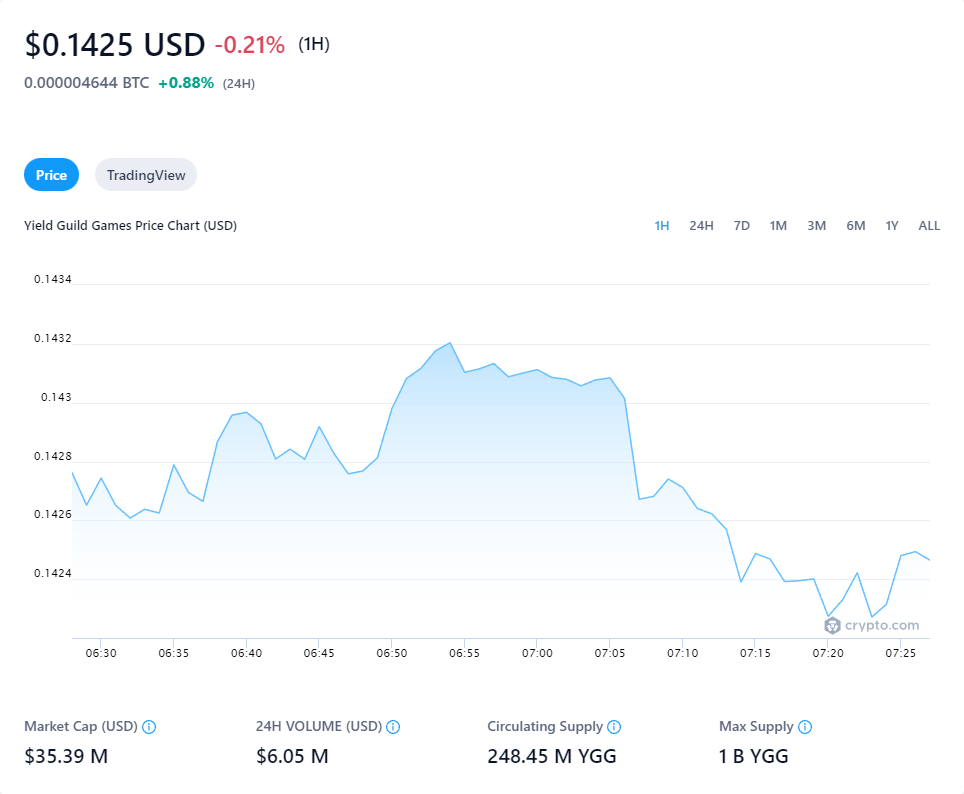 $0.1425 USD -0.21% (1H)
0.000004644 BTC +0.88% (24H)
Price TradingView
Yield Guild Games Price Chart (USD) 1H 24H 7D 1M 3M 6M 1Y ALL
0.1434
0.1432
0.143
0.1428
0.1426
0.1424
crypto.com
06:30 06:35 06:40 06:45 06:50 06:55 07:00 07:05 07:10 07:15 07:20 07:25
Market Cap (USD) 24H VOLUME (USD) Circulating Supply Max Supply
$35.39 M $6.05 M 248.45 M YGG 1 B YGG